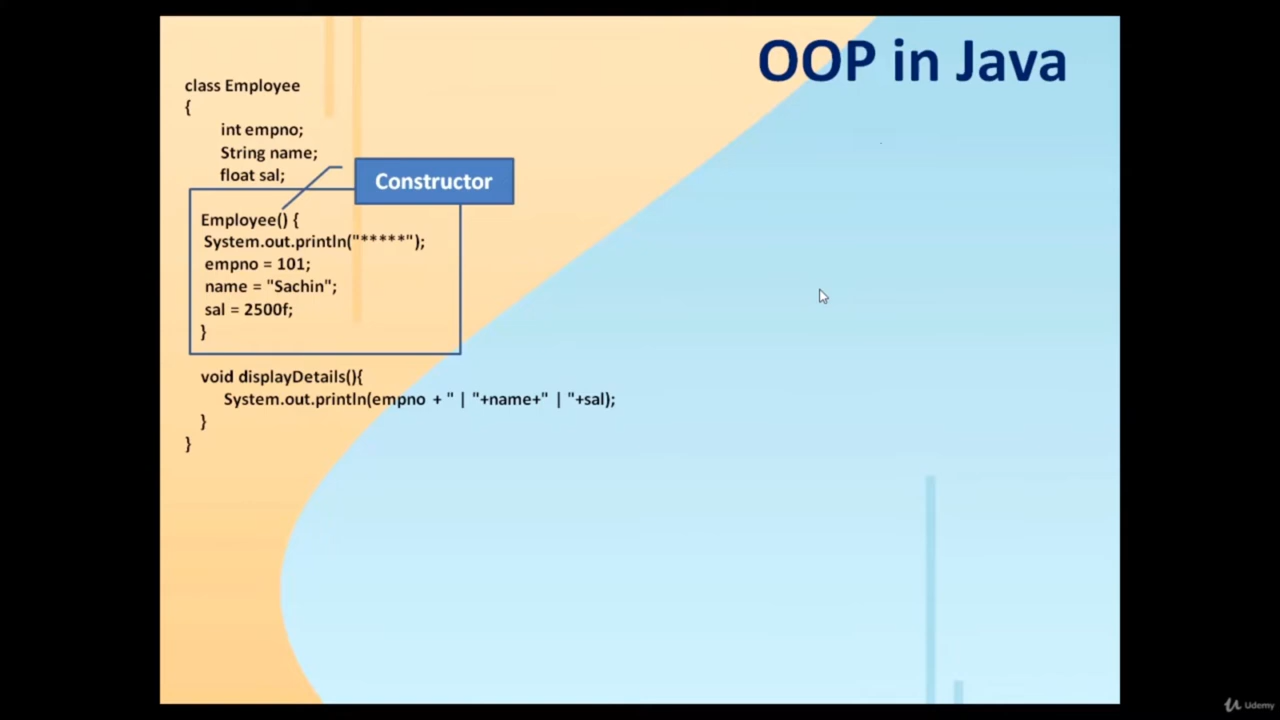 OOP in Java
class Employee
{
int empno;
String name;
float sal;
Constructor
Employee() {
System.out.println("*****");
empno = 101;
name = "Sachin";
sal = 2500f;
}
void displayDetails(){
System.out.println(empno + " | "+name+" | "+sal);
}
}
Udemy